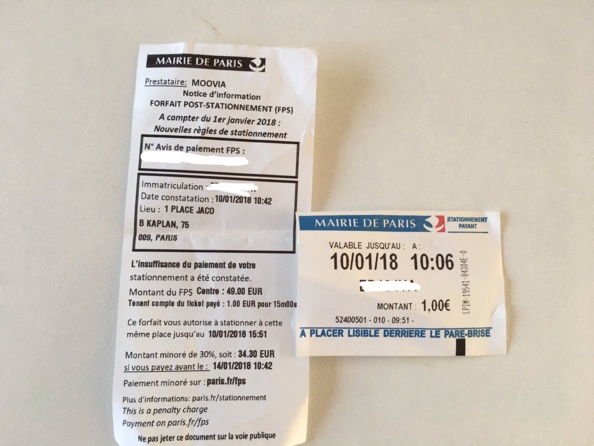 MAIRIE DE PARIS
Prestataire: MOOVIA
Notice d'information
FORFAIT POST-STATIONNEMENT (FPS)
A compter du 1er janvier 2018 :
Nouvelles règles de stationnement
N° Avis de paiement FPS :
Immatriculation :
Date constatation : 10/01/2018 10:42
Lieu : 1 PLACE JACO
B KAPLAN, 75
009, PARIS
L'insuffisance du paiement de votre
stationnement a été constatée.
Montant du FPS Centre : 49.00 EUR
Tenant compte du ticket payé : 1.00 EUR pour 15m00s
Ce forfait vous autorise à stationner à cette
même place jusqu'au 10/01/2018 15:51
Montant minoré de 30%, soit : 34.30 EUR
si vous payez avant le : 14/01/2018 10:42
Paiement minoré sur : paris.fr/fps
Plus d'informations: paris.fr/stationnement
This is a penalty charge
Payment on paris.fr/fps
Ne pas jeter ce document sur la voie publique
MAIRIE DE PARIS
STATIONNEMENT
PAYANT
VALABLE JUSQU'AU : A :
10/01/18 10:06
MONTANT : 1,00€
52400501 - 010 - 09:51 -
A PLACER LISIBLE DERRIERE LE PARE-BRISE